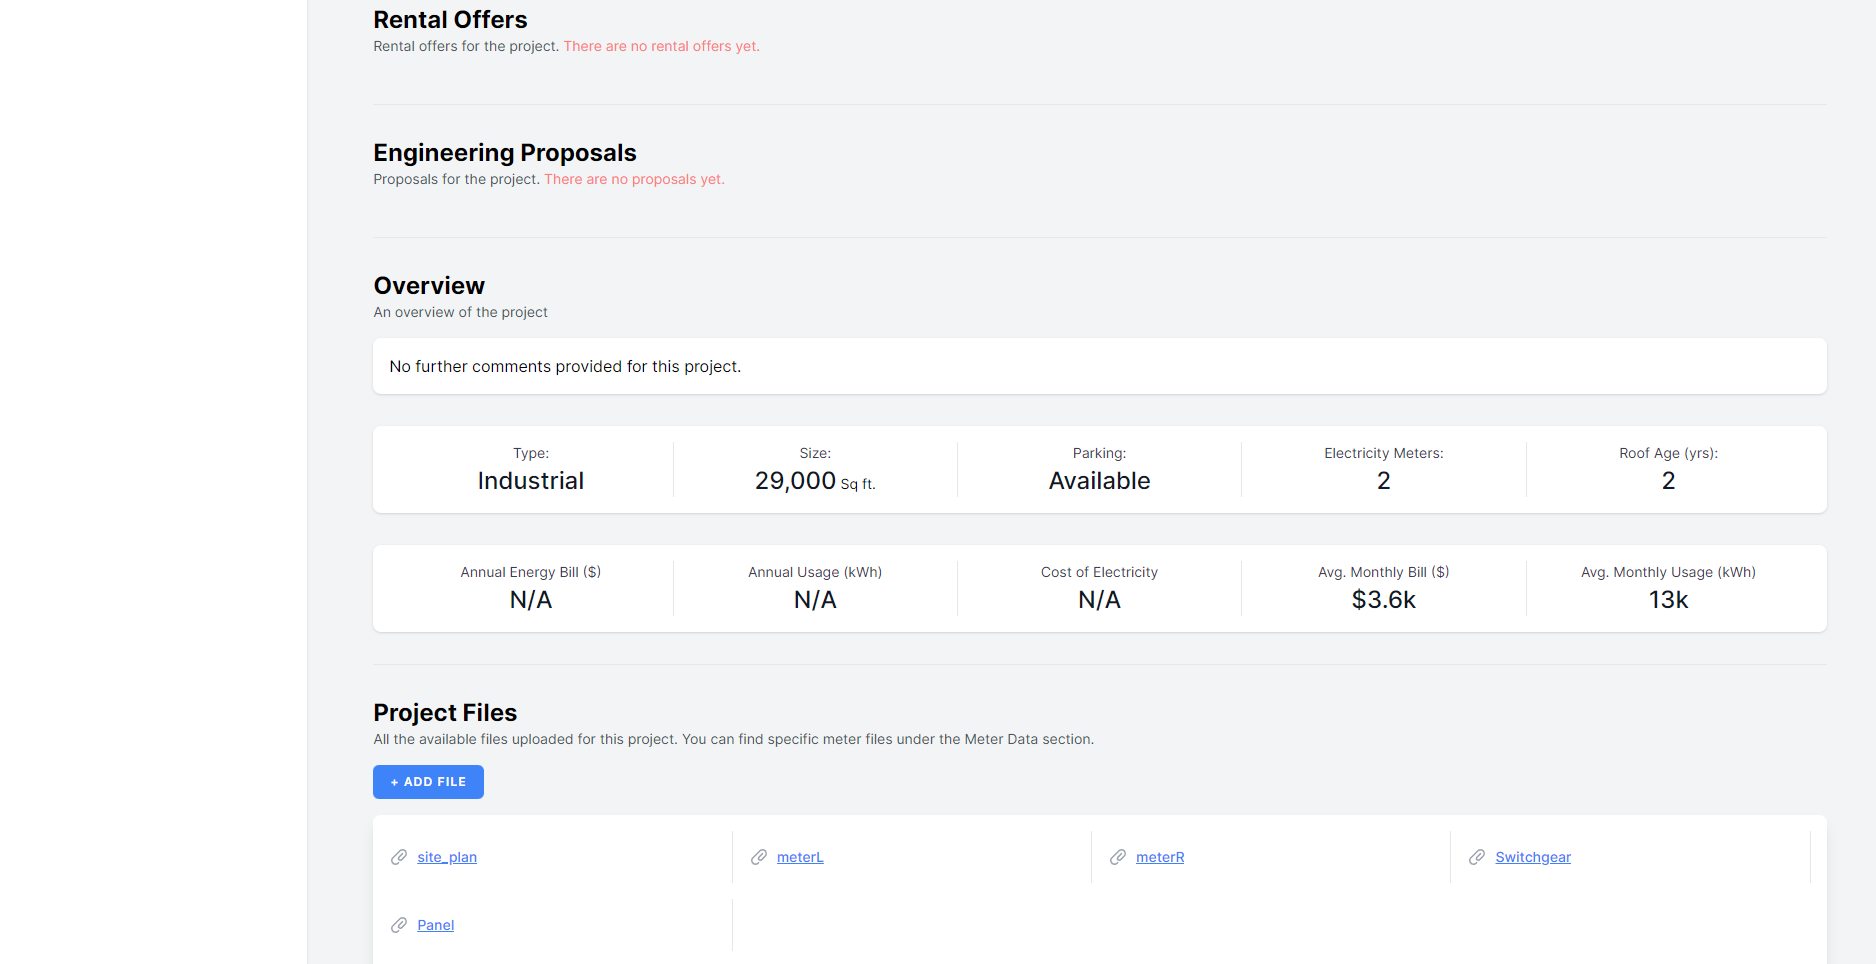 Rental Offers
Rental offers for the project. There are no rental offers yet.
Engineering Proposals
Proposals for the project. There are no proposals yet.
Overview
An overview of the project
No further comments provided for this project.
Type:
Industrial
Size:
29,000 Sq ft.
Parking:
Available
Electricity Meters:
2
Roof Age (yrs):
2
Annual Energy Bill ($)
N/A
Annual Usage (kWh)
N/A
Cost of Electricity
N/A
Avg. Monthly Bill ($)
$3.6k
Avg. Monthly Usage (kWh)
13k
Project Files
All the available files uploaded for this project. You can find specific meter files under the Meter Data section.
+ ADD FILE
site_plan
meterL
meterR
Switchgear
Panel